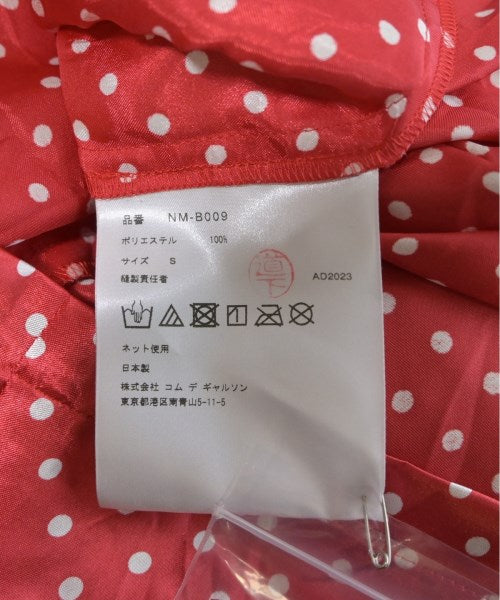 品番 NM-B009
ポリエステル 100%
サイズ S
縫製責任者 AD2023
ネット使用
日本製
株式会社 コム デ ギャルソン
東京都港区南青山5-11-5